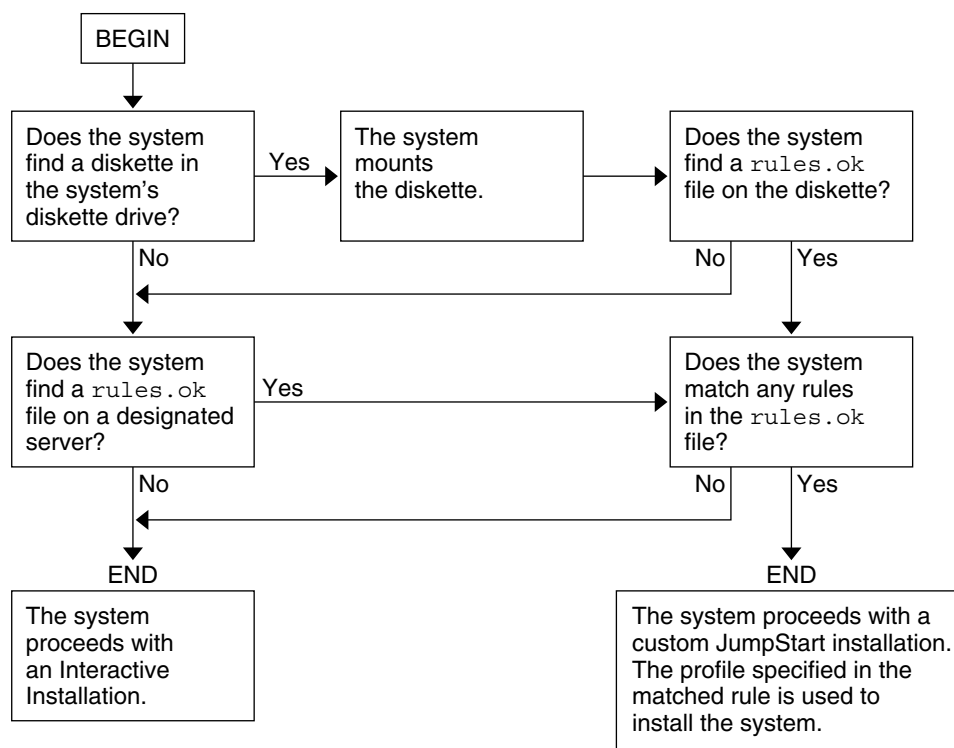 BEGIN
Does the system
find a diskette in
the system's
diskette drive?
Yes
The system
mounts
the diskette.
Does the system
find a rules.ok
file on the diskette?
No
No
Yes
Does the system
find a rules.ok
file on a designated
server?
Yes
Does the system
match any rules
in the rules.ok
file?
No
No
Yes
END
The system
proceeds with
an Interactive
Installation.
END
The system proceeds with a
custom JumpStart installation.
The profile specified in the
matched rule is used to
install the system.